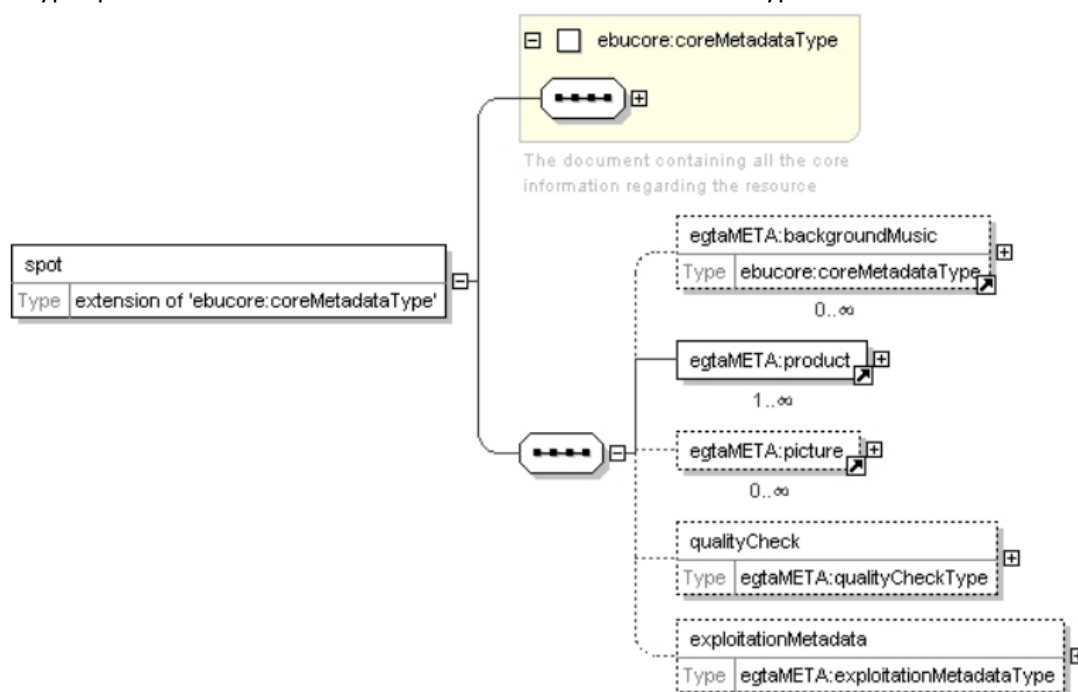 ebucore:coreMetadataType
The document containing all the core
information regarding the resource
egtaMETA:backgroundMusic
Type ebucore:coreMetadataType
0..∞
spot
Type extension of 'ebucore:coreMetadataType'
egtaMETA:product
1..∞
egtaMETA:picture
0..∞
qualityCheck
Type egtaMETA:qualityCheckType
exploitationMetadata
Type egtaMETA:exploitationMetadataType